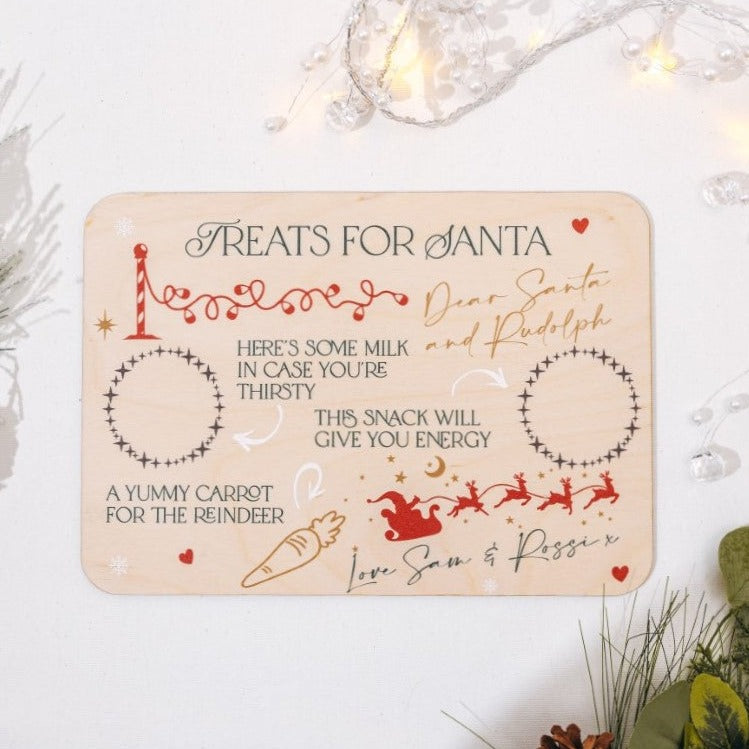 TREATS FOR SANTA
Dear Santa
and Rudolph
HERE'S SOME MILK
IN CASE YOU'RE
THIRSTY
THIS SNACK WILL
GIVE YOU ENERGY
A YUMMY CARROT
FOR THE REINDEER
Love Sam & Rossi x